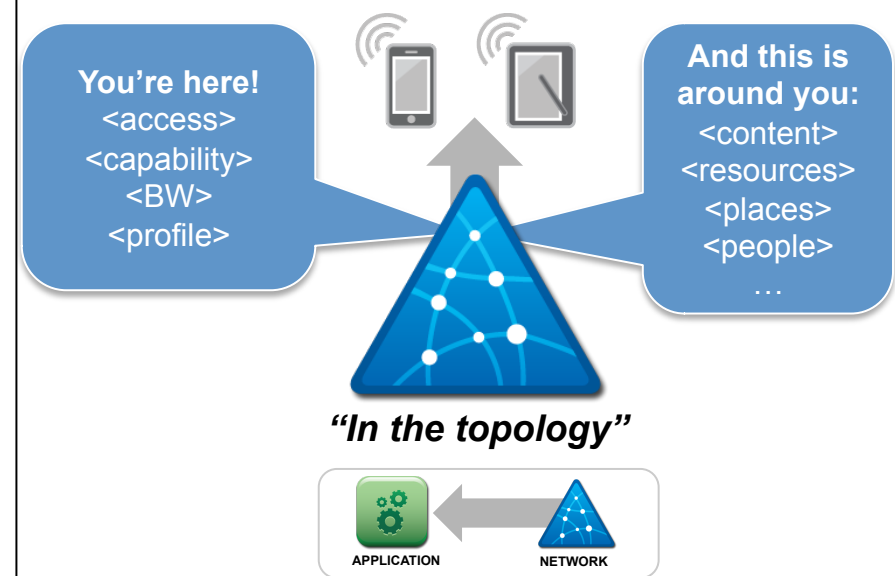 You're here!
<access>
<capability>
<BW>
<profile>
And this is
around you:
<content>
<resources>
<places>
<people>
…
“In the topology”
APPLICATION
NETWORK